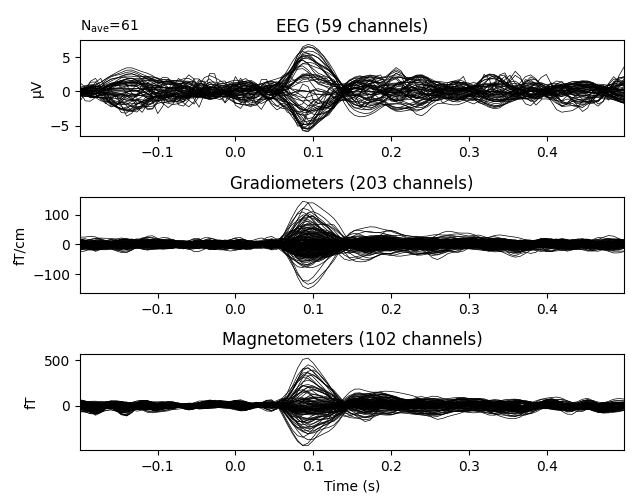 N_ave=61
EEG (59 channels)
5
0
−5
µV
−0.1 0.0 0.1 0.2 0.3 0.4
Gradiometers (203 channels)
100
0
−100
fT/cm
−0.1 0.0 0.1 0.2 0.3 0.4
Magnetometers (102 channels)
500
0
fT
−0.1 0.0 0.1 0.2 0.3 0.4
Time (s)